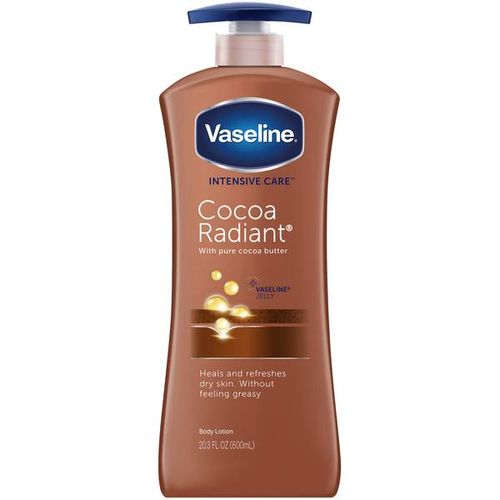 Vaseline®
INTENSIVE CARE™
Cocoa
Radiant®
With pure cocoa butter
VASELINE®
JELLY
Heals and refreshes
dry skin. Without
feeling greasy
Body Lotion
20.3 FL OZ (600mL)